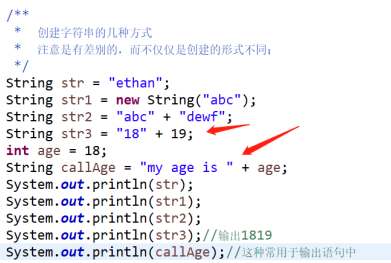 /**
 *  创建字符串的几种方式
 *  注意是有差别的，而不仅仅是创建的形式不同;
 */
String str = "ethan";
String str1 = new String("abc");
String str2 = "abc" + "dewf";
String str3 = "18" + 19;
int age = 18;
String callAge = "my age is " + age;
System.out.println(str);
System.out.println(str1);
System.out.println(str2);
System.out.println(str3);//输出1819
System.out.println(callAge);//这种常用于输出语句中